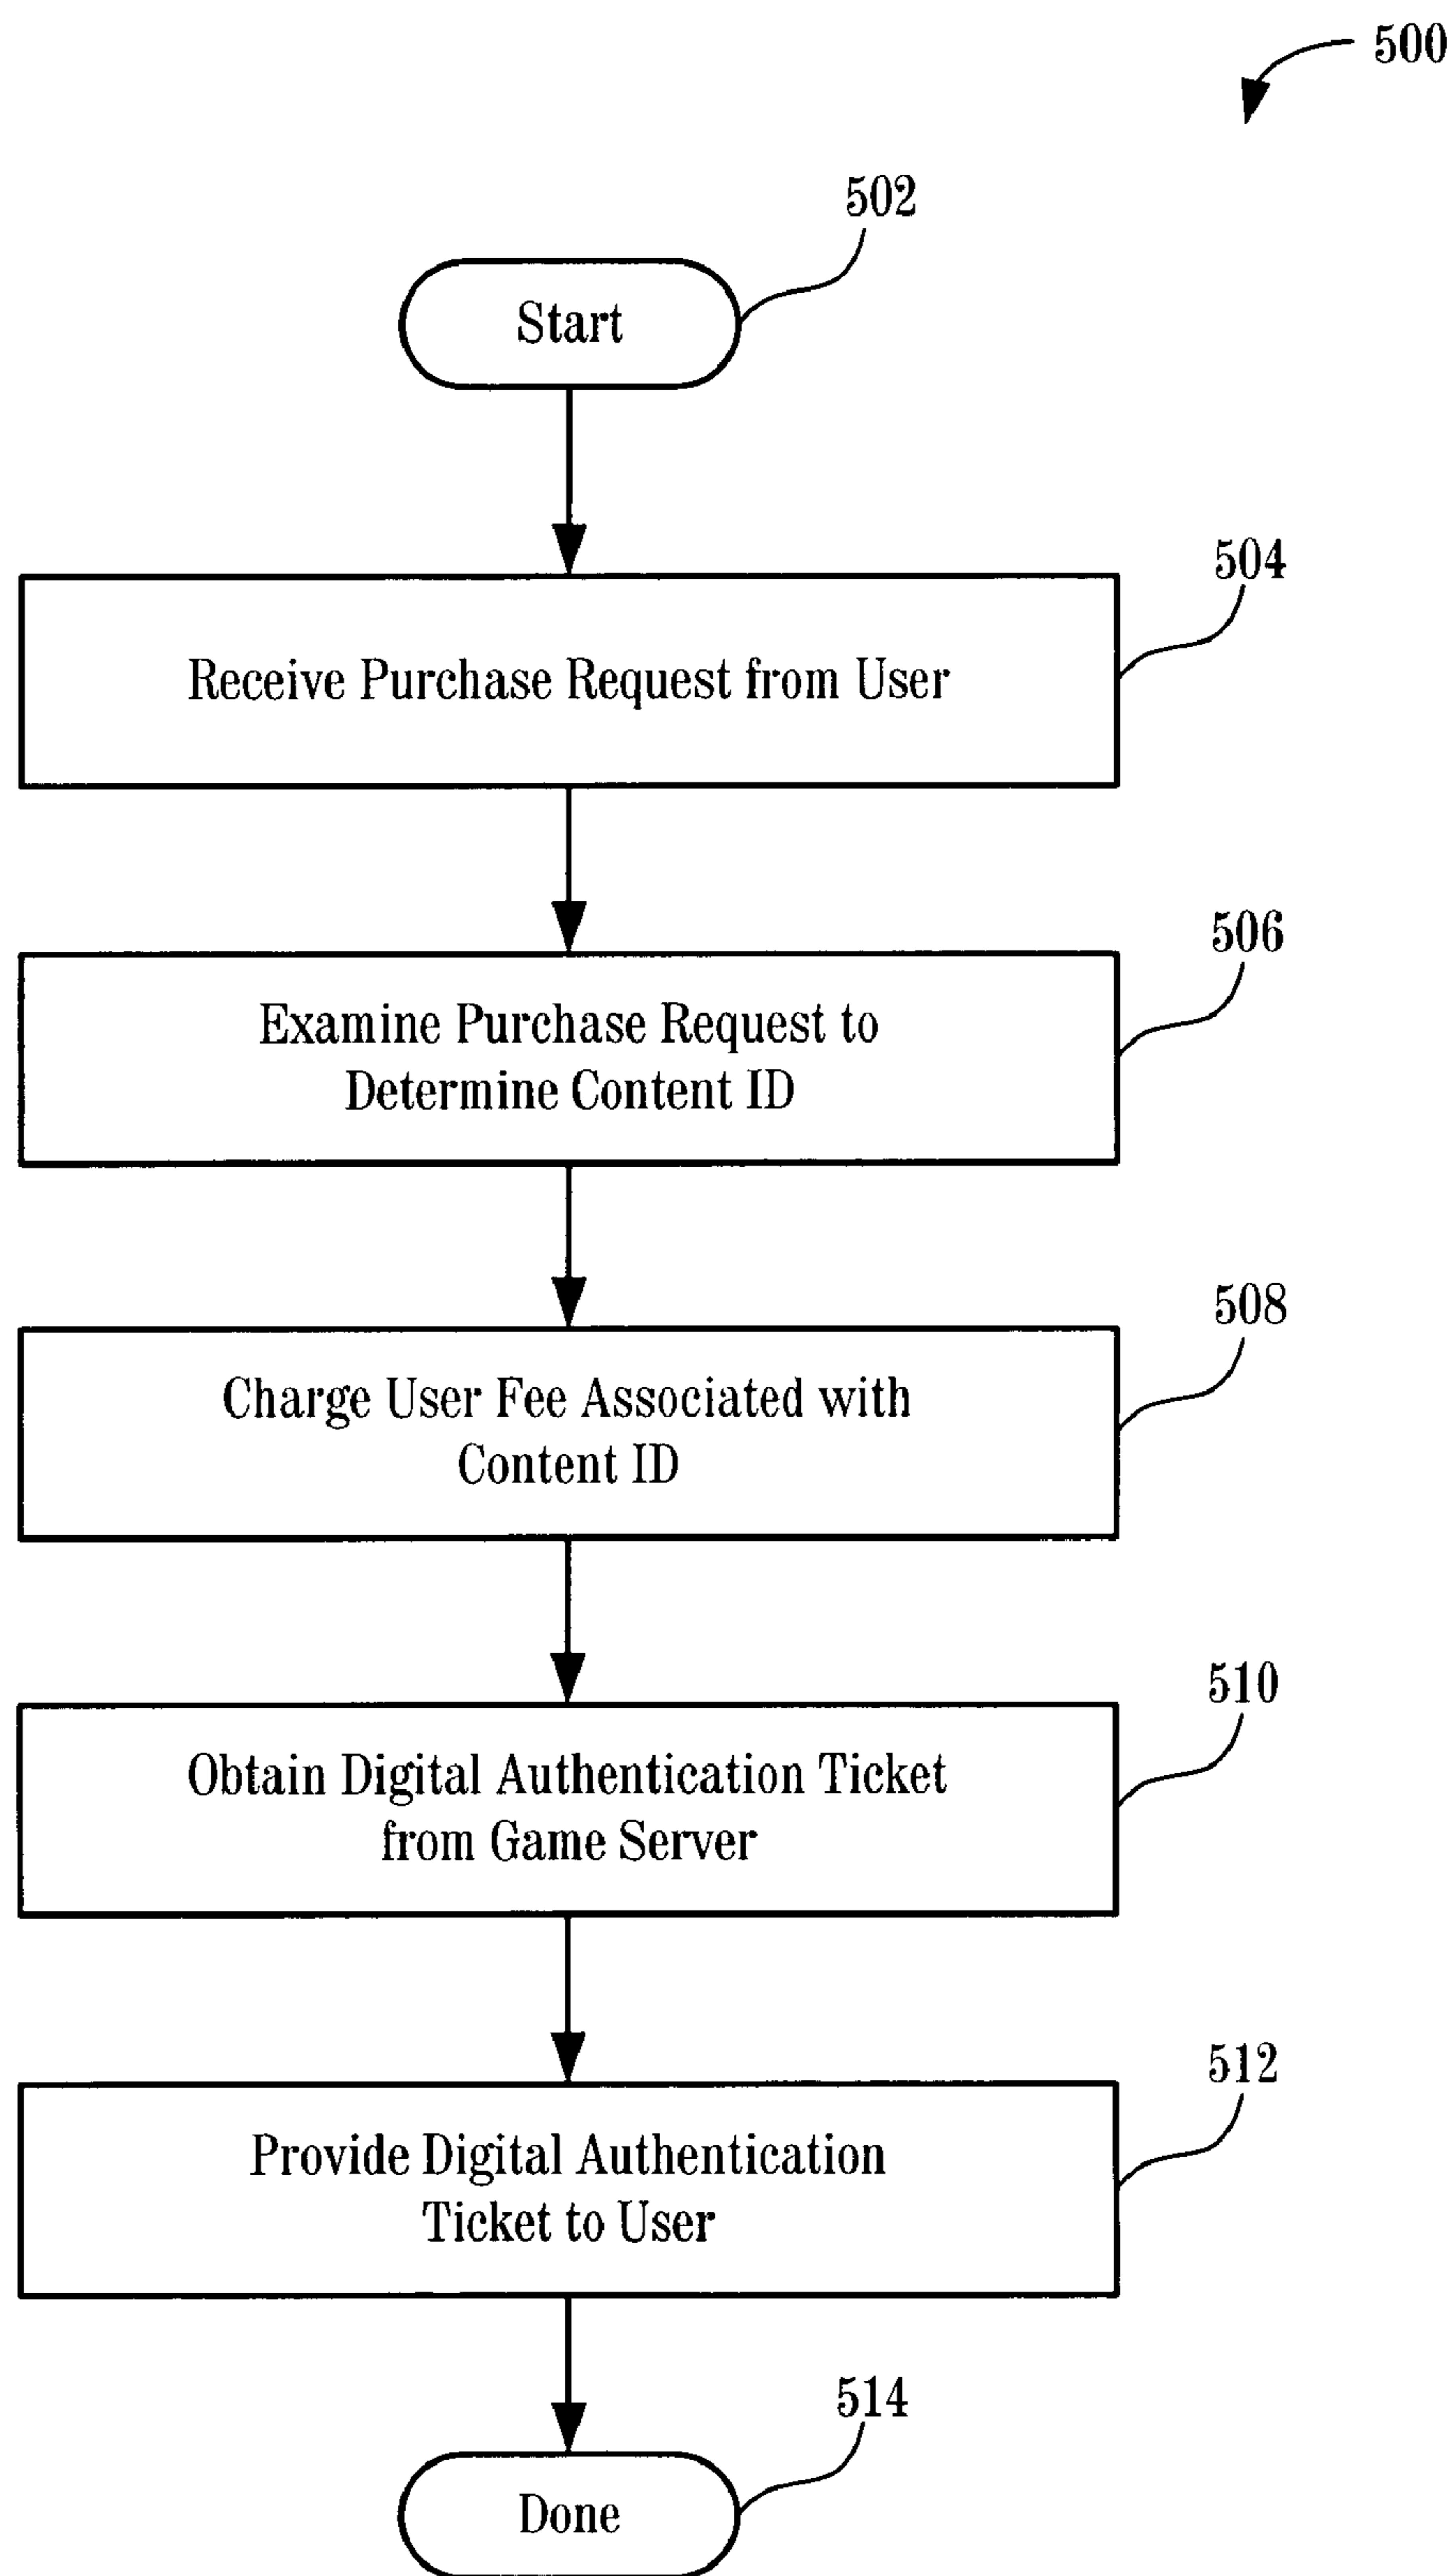 500
502
Start
504
Receive Purchase Request from User
506
Examine Purchase Request to
Determine Content ID
508
Charge User Fee Associated with
Content ID
510
Obtain Digital Authentication Ticket
from Game Server
512
Provide Digital Authentication
Ticket to User
514
Done